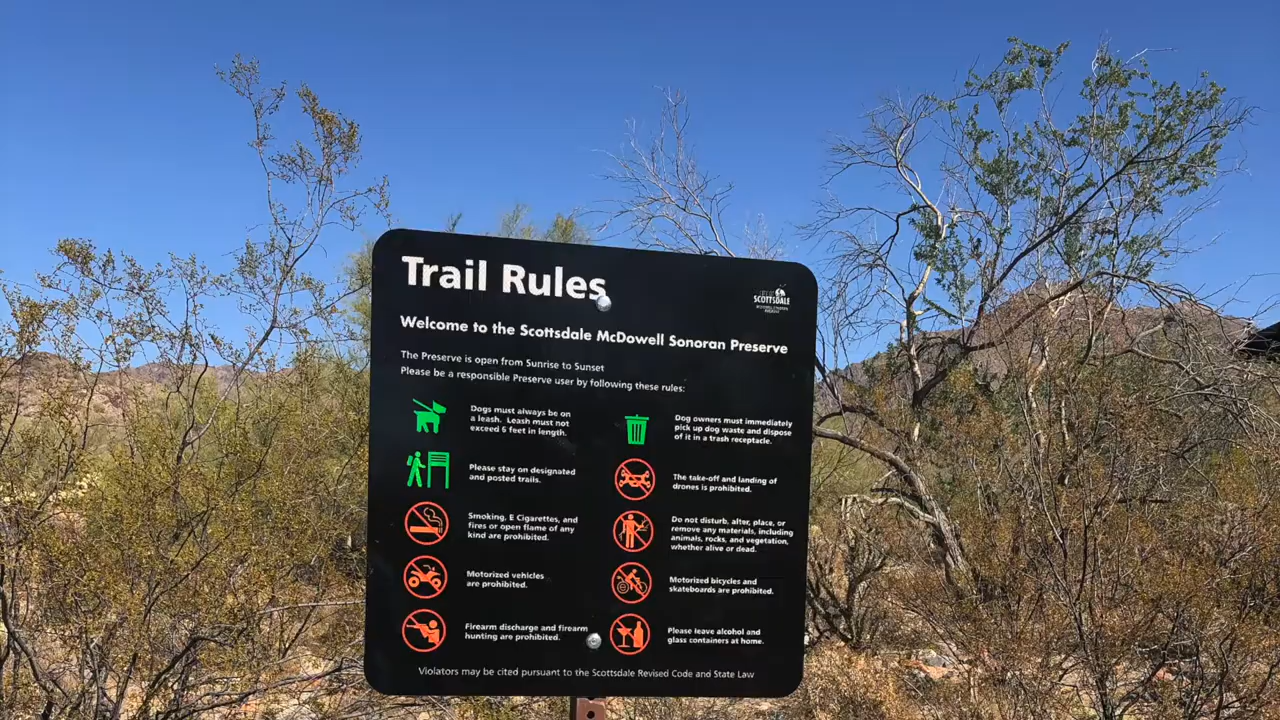 Trail Rules
SCOTTSDALE
Welcome to the Scottsdale McDowell Sonoran Preserve
The Preserve is open from Sunrise to Sunset
Please be a responsible Preserve user by following these rules:
Dogs must always be on
a leash. Leash must not
exceed 6 feet in length.
Dog owners must immediately
pick up dog waste and dispose
of it in a trash receptacle.
Please stay on designated
and posted trails.
The take-off and landing of
drones is prohibited.
Smoking, E Cigarettes, and
fires or open flame of any
kind are prohibited.
Do not disturb, alter, place, or
remove any materials, including
animals, rocks, and vegetation,
whether alive or dead.
Motorized vehicles
are prohibited.
Motorized bicycles and
skateboards are prohibited.
Firearm discharge and firearm
hunting are prohibited.
Please leave alcohol and
glass containers at home.
Violators may be cited pursuant to the Scottsdale Revised Code and State Law